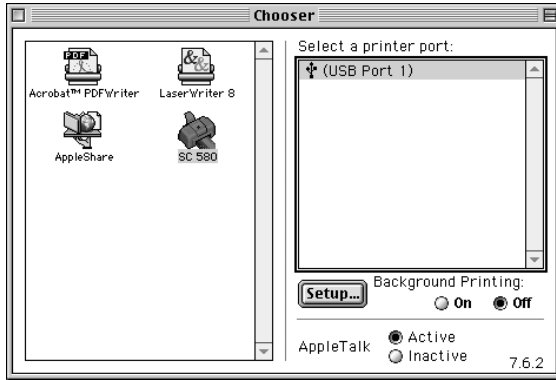 Chooser
PDF
Acrobat™ PDFWriter
LaserWriter 8
AppleShare
SC 580
Select a printer port:
(USB Port 1)
Setup...
Background Printing:
On Off
AppleTalk
Active
Inactive
7.6.2